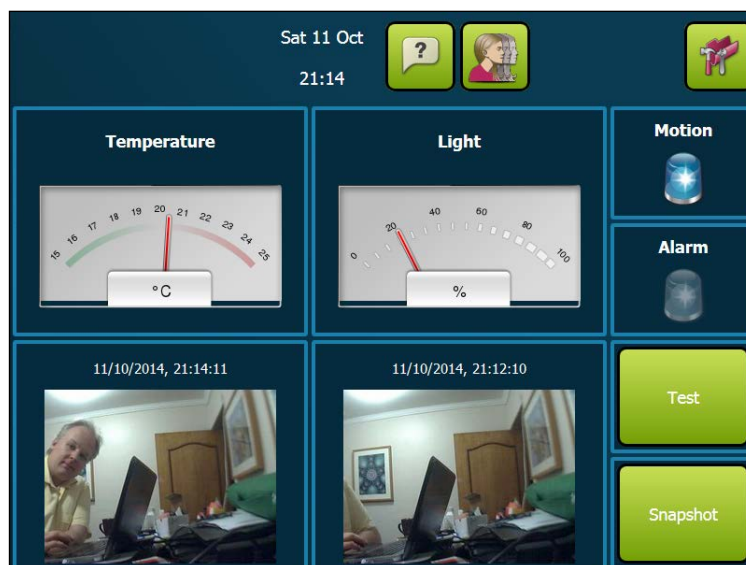 Sat 11 Oct
21:14
?
Temperature
15 16 17 18 19 20 21 22 23 24 25
°C
Light
0 20 40 60 80 100
%
Motion
Alarm
11/10/2014, 21:14:11
11/10/2014, 21:12:10
Test
Snapshot